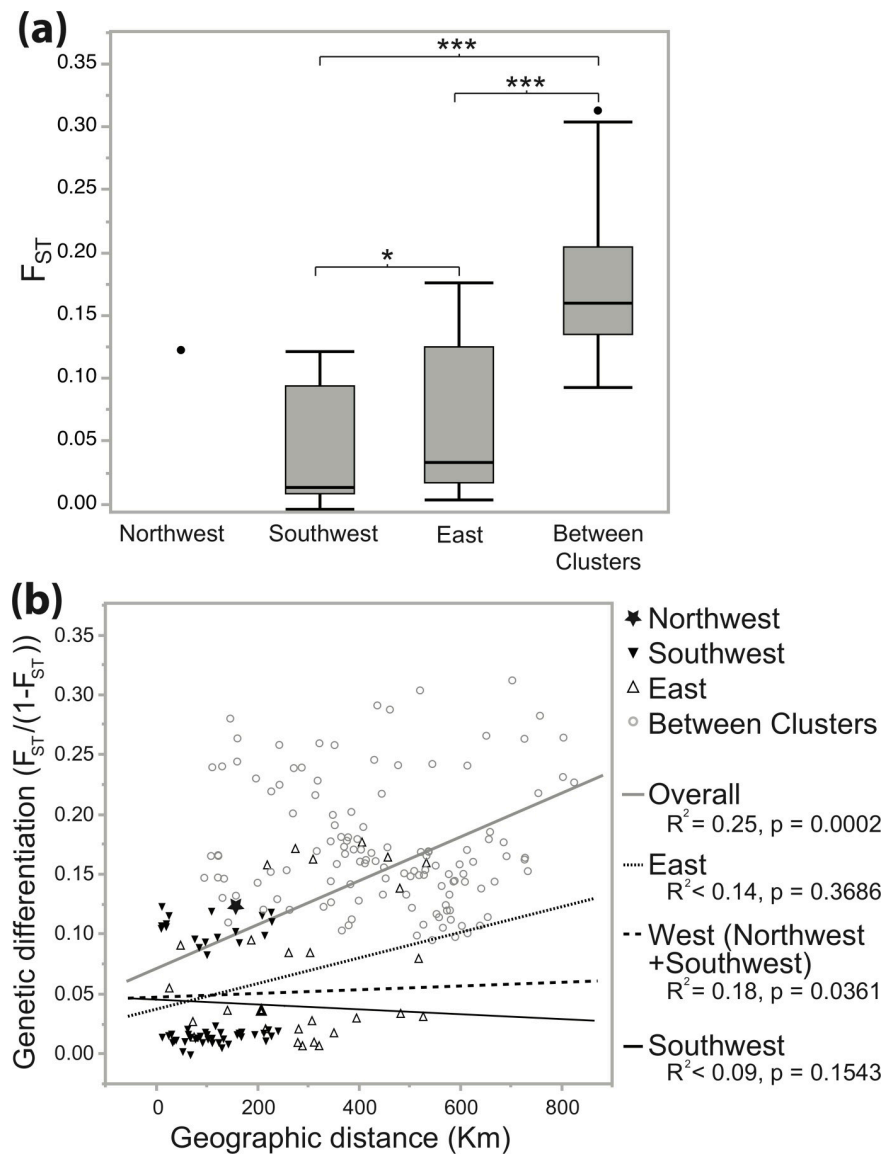 (a)
***
***
*
F_ST
0.35
0.30
0.25
0.20
0.15
0.10
0.05
0.00
Northwest
Southwest
East
Between
Clusters
(b)
Genetic differentiation (F_ST/(1-F_ST))
0.35
0.30
0.25
0.20
0.15
0.10
0.05
0.00
0
200
400
600
800
Geographic distance (Km)
Northwest
Southwest
East
Between Clusters
Overall
R² = 0.25, p = 0.0002
East
R² < 0.14, p = 0.3686
West (Northwest
+Southwest)
R² = 0.18, p = 0.0361
Southwest
R² < 0.09, p = 0.1543